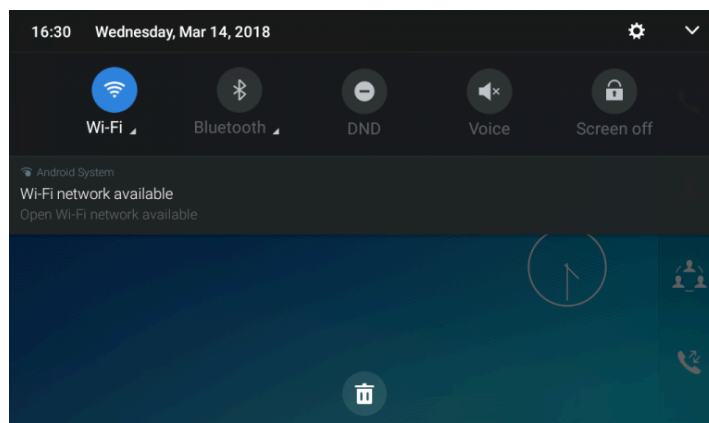 16:30 Wednesday, Mar 14, 2018
Wi-Fi Bluetooth DND Voice Screen off
Android System
Wi-Fi network available
Open Wi-Fi network available